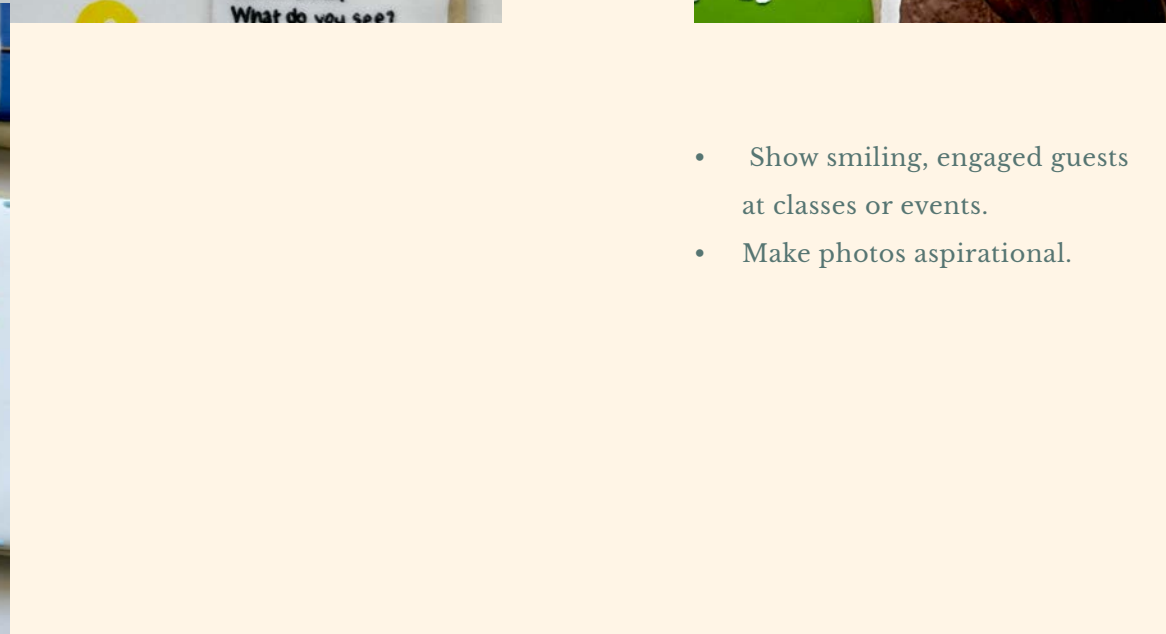 What do you see?
• Show smiling, engaged guests
at classes or events.
• Make photos aspirational.